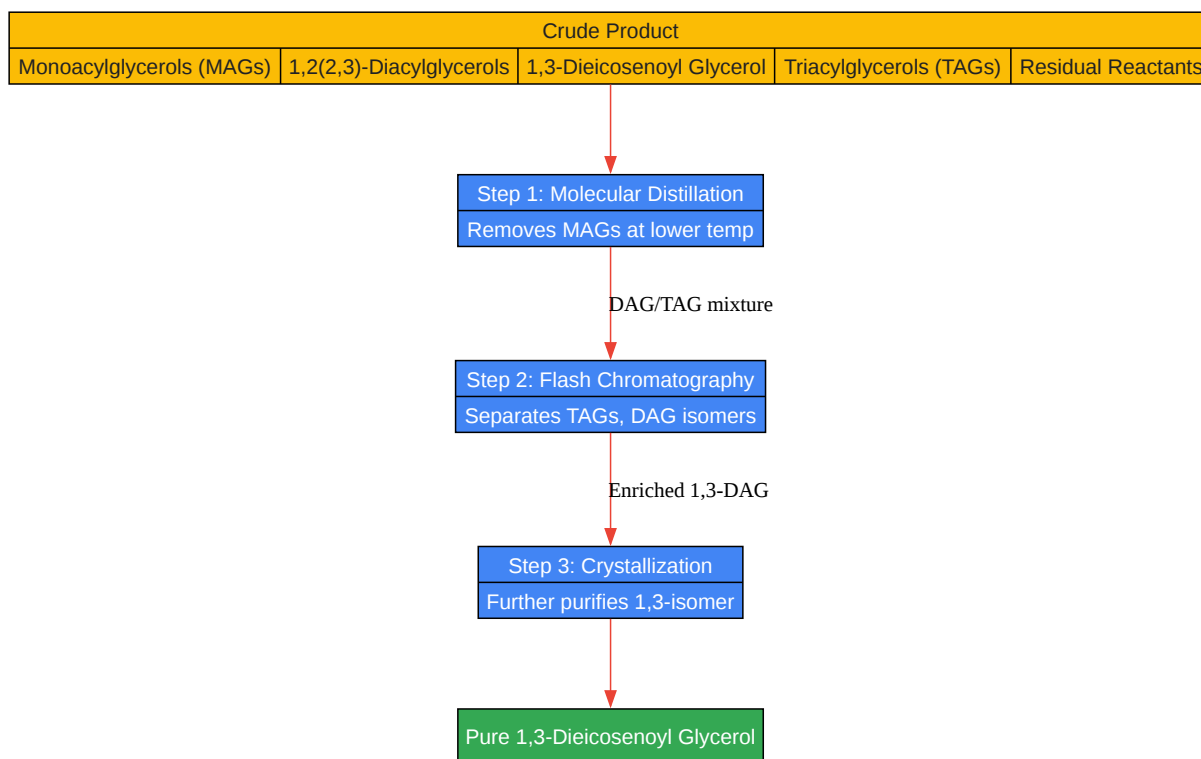 Crude Product
Monoacylglycerols (MAGs) 1,2(2,3)-Diacylglycerols 1,3-Dieicosenoyl Glycerol Triacylglycerols (TAGs) Residual Reactants
Step 1: Molecular Distillation
Removes MAGs at lower temp
DAG/TAG mixture
Step 2: Flash Chromatography
Separates TAGs, DAG isomers
Enriched 1,3-DAG
Step 3: Crystallization
Further purifies 1,3-isomer
Pure 1,3-Dieicosenoyl Glycerol